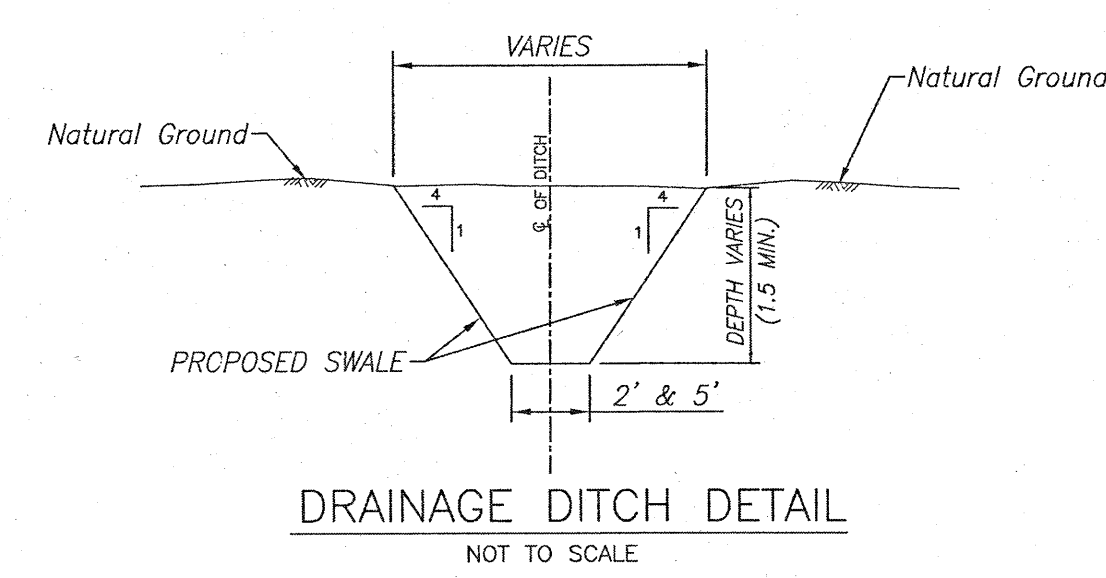 VARIES
Natural Ground
Natural Ground
℄ OF DITCH
4
1
4
1
DEPTH VARIES
(1.5 MIN.)
PROPOSED SWALE
2' & 5'
DRAINAGE DITCH DETAIL
NOT TO SCALE